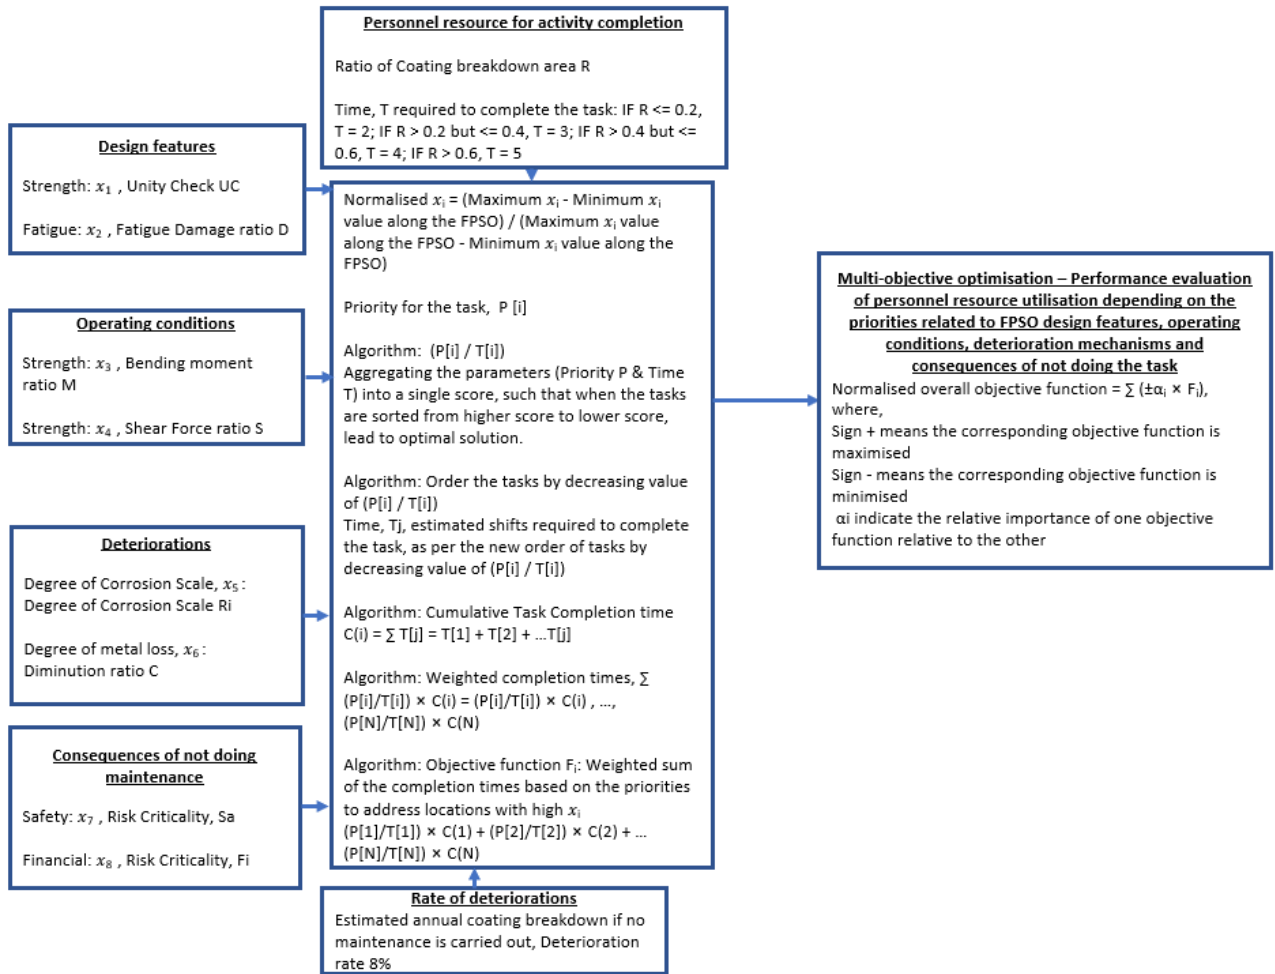 Personnel resource for activity completion
Ratio of Coating breakdown area R
Time, T required to complete the task: IF R <= 0.2,
T = 2; IF R > 0.2 but <= 0.4, T = 3; IF R > 0.4 but <=
0.6, T = 4; IF R > 0.6, T = 5
Design features
Strength: x₁ , Unity Check UC
Fatigue: x₂ , Fatigue Damage ratio D
Operating conditions
Strength: x₃ , Bending moment
ratio M
Strength: x₄ , Shear Force ratio S
Deteriorations
Degree of Corrosion Scale, x₅ :
Degree of Corrosion Scale Ri
Degree of metal loss, x₆ :
Diminution ratio C
Consequences of not doing
maintenance
Safety: x₇ , Risk Criticality, Sa
Financial: x₈ , Risk Criticality, Fi
Normalised xᵢ = (Maximum xᵢ - Minimum xᵢ
value along the FPSO) / (Maximum xᵢ value
along the FPSO - Minimum xᵢ value along the
FPSO)
Priority for the task, P [i]
Algorithm: (P[i] / T[i])
Aggregating the parameters (Priority P & Time
T) into a single score, such that when the tasks
are sorted from higher score to lower score,
lead to optimal solution.
Algorithm: Order the tasks by decreasing value
of (P[i] / T[i])
Time, Tj, estimated shifts required to complete
the task, as per the new order of tasks by
decreasing value of (P[i] / T[i])
Algorithm: Cumulative Task Completion time
C(i) = ∑ T[j] = T[1] + T[2] + ...T[j]
Algorithm: Weighted completion times, ∑
(P[i]/T[i]) × C(i) = (P[i]/T[i]) × C(i) , ...,
(P[N]/T[N]) × C(N)
Algorithm: Objective function Fᵢ: Weighted sum
of the completion times based on the priorities
to address locations with high xᵢ
(P[1]/T[1]) × C(1) + (P[2]/T[2]) × C(2) + ...
(P[N]/T[N]) × C(N)
Rate of deteriorations
Estimated annual coating breakdown if no
maintenance is carried out, Deterioration
rate 8%
Multi-objective optimisation – Performance evaluation
of personnel resource utilisation depending on the
priorities related to FPSO design features, operating
conditions, deterioration mechanisms and
consequences of not doing the task
Normalised overall objective function = ∑ (±αᵢ × Fᵢ),
where,
Sign + means the corresponding objective function is
maximised
Sign - means the corresponding objective function is
minimised
αi indicate the relative importance of one objective
function relative to the other